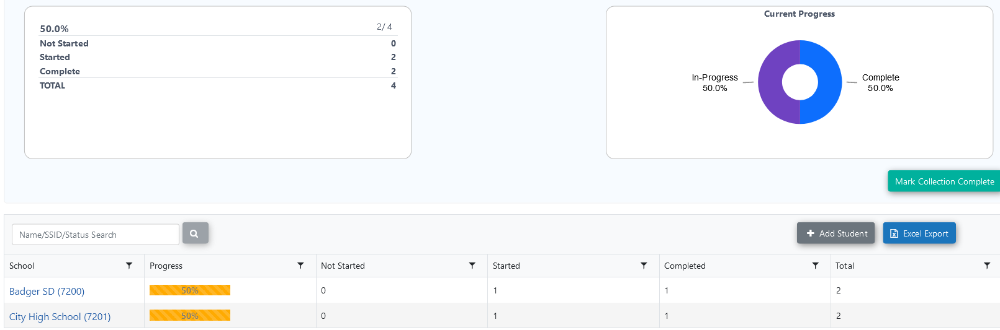 50.0% 2/ 4
Not Started 0
Started 2
Complete 2
TOTAL 4
Current Progress
In-Progress
50.0%
Complete
50.0%
Mark Collection Complete
Name/SSID/Status Search
Add Student
Excel Export
School Progress Not Started Started Completed Total
Badger SD (7200) 50% 0 1 1 2
City High School (7201) 50% 0 1 1 2